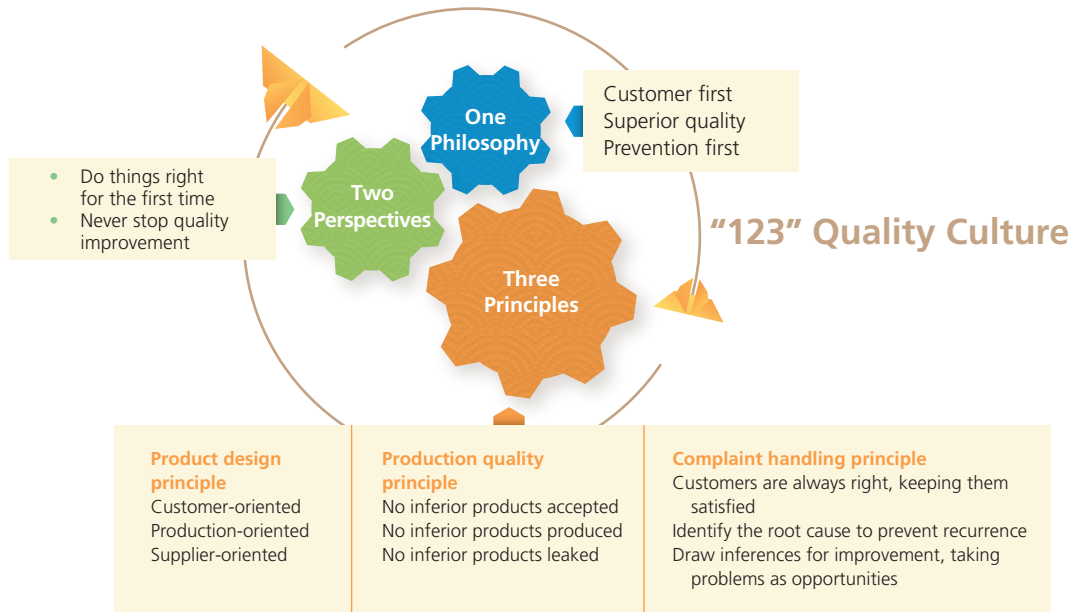 One
Philosophy
Customer first
Superior quality
Prevention first
Two
Perspectives
• Do things right
for the first time
• Never stop quality
improvement
"123" Quality Culture
Three
Principles
Product design
principle
Customer-oriented
Production-oriented
Supplier-oriented
Production quality
principle
No inferior products accepted
No inferior products produced
No inferior products leaked
Complaint handling principle
Customers are always right, keeping them
satisfied
Identify the root cause to prevent recurrence
Draw inferences for improvement, taking
problems as opportunities